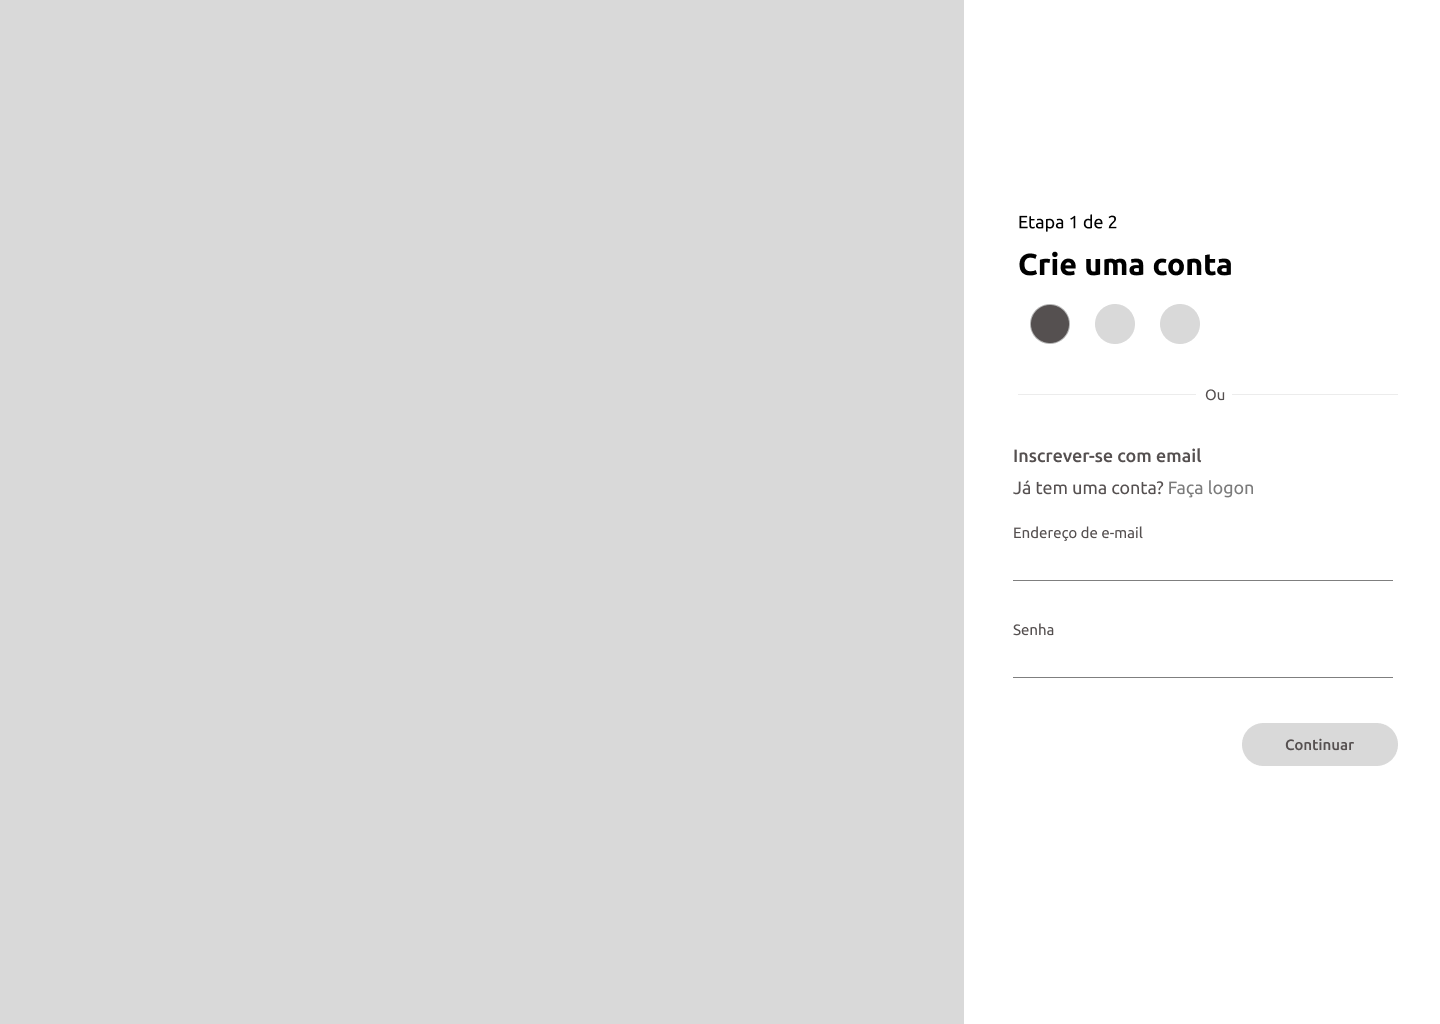 Etapa 1 de 2
Crie uma conta
Ou
Inscrever-se com email
Já tem uma conta? Faça logon
Endereço de e-mail
Senha
Continuar